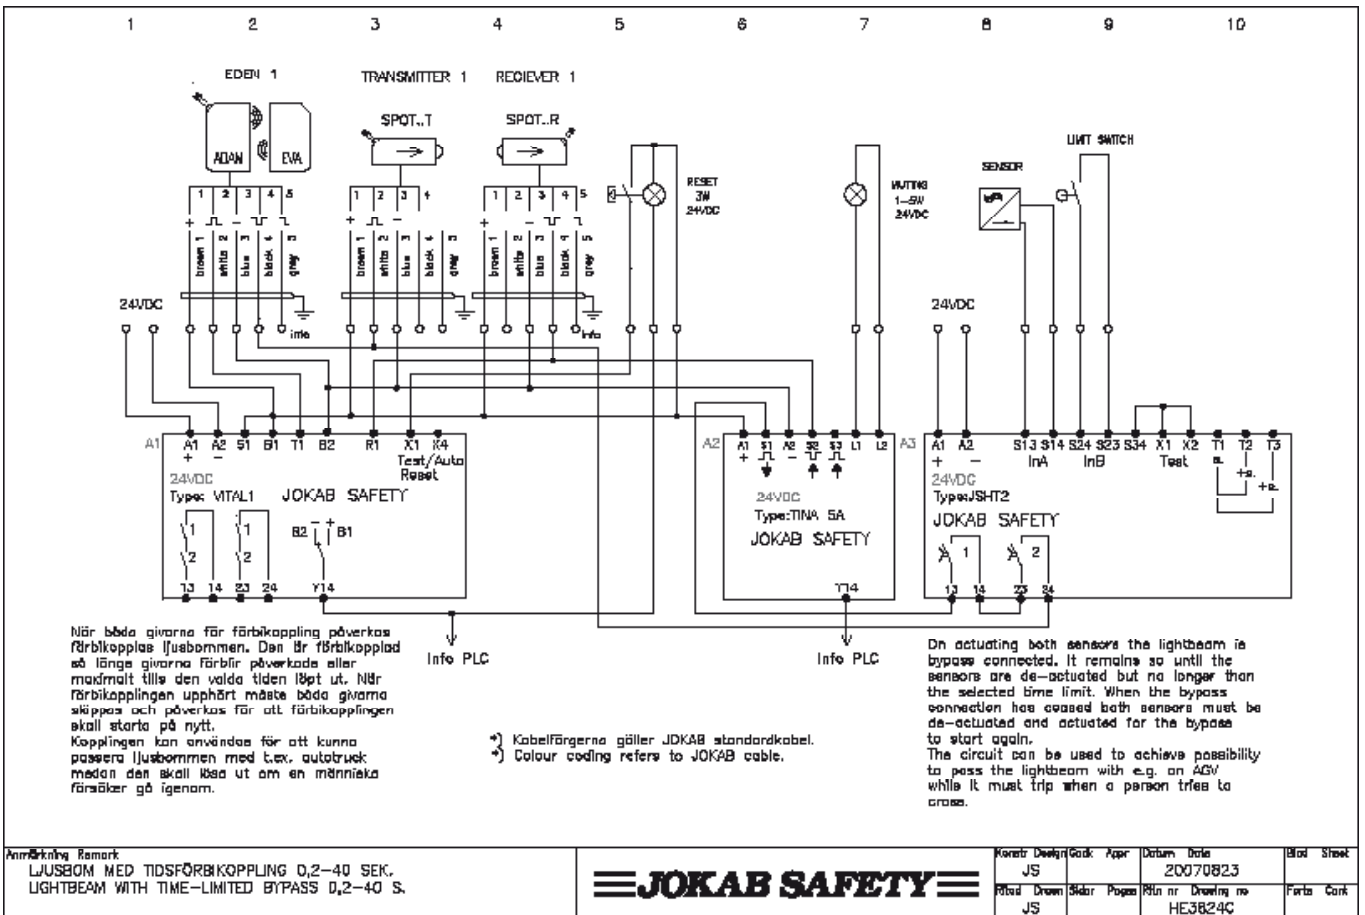 1 2 3 4 5 6 7 8 9 10
EDEN 1 TRANSMITTER 1 RECIEVER 1
SPOT..T SPOT..R
LIMIT SWITCH
SENSOR
ADAM EVA
RESET
3W
24VDC
MUTING
1-5W
24VDC
1 2 3 4 5 1 2 3 4 1 2 3 4 5
+ - + - + -
brown 1 white 2 blue 3 black 4 grey 5
brown 1 white 2 blue 3 black 4 grey 5
brown 1 white 2 blue 3 black 4 grey 5
24VDC 24VDC
info Info
A1 A1 A2 S1 B1 T1 B2 R1 X1 X4
+ -
Test/Auto
Reset
24VDC
Type: VITAL1 JOKAB SAFETY
1 1 B2 - + B1
2 2
13 14 23 24 Y14
A2 A1 S1 A2 S2 S3 L1 L2
+ -
24VDC
Type:TINA 5A
JOKAB SAFETY
Y14
A3 A1 A2 S13 S14 S24 S23 S34 X1 X2 T1 T2 T3
+ - InA InB Test s. +s. +s.
24VDC
Type:JSHT2
JOKAB SAFETY
1 2
13 14 23 24
Info PLC Info PLC
När båda givarna för förbikoppling påverkas
förbikopplas ljusbommen. Den är förbikopplad
så länge givarna förblir påverkade eller
maximalt tills den valda tiden löpt ut. När
förbikopplingen upphört måste båda givarna
släppas och påverkas för att förbikopplingen
skall starta på nytt.
Kopplingen kan användas för att kunna
passera ljusbommen med t.ex. autotruck
medan den skall lösa ut om en människa
försöker gå igenom.
*) Kabelfärgerna gäller JOKAB standardkabel.
*) Colour coding refers to JOKAB cable.
On actuating both sensors the lightbeam is
bypass connected. It remains so until the
sensors are de-actuated but no longer than
the selected time limit. When the bypass
connection has ceased both sensors must be
de-actuated and actuated for the bypass
to start again.
The circuit can be used to achieve possibility
to pass the lightbeam with e.g. an AGV
while it must trip when a person tries to
cross.
Anmärkning Remark
LJUSBOM MED TIDSFÖRBIKOPPLING 0,2-40 SEK.
LIGHTBEAM WITH TIME-LIMITED BYPASS 0,2-40 S.
JOKAB SAFETY
Konstr Design Godk Appr Datum Date Blad Sheet
JS 20070823
Ritad Drawn Sidor Pages Ritn nr Drawing no Forts Cont
JS HE3824C